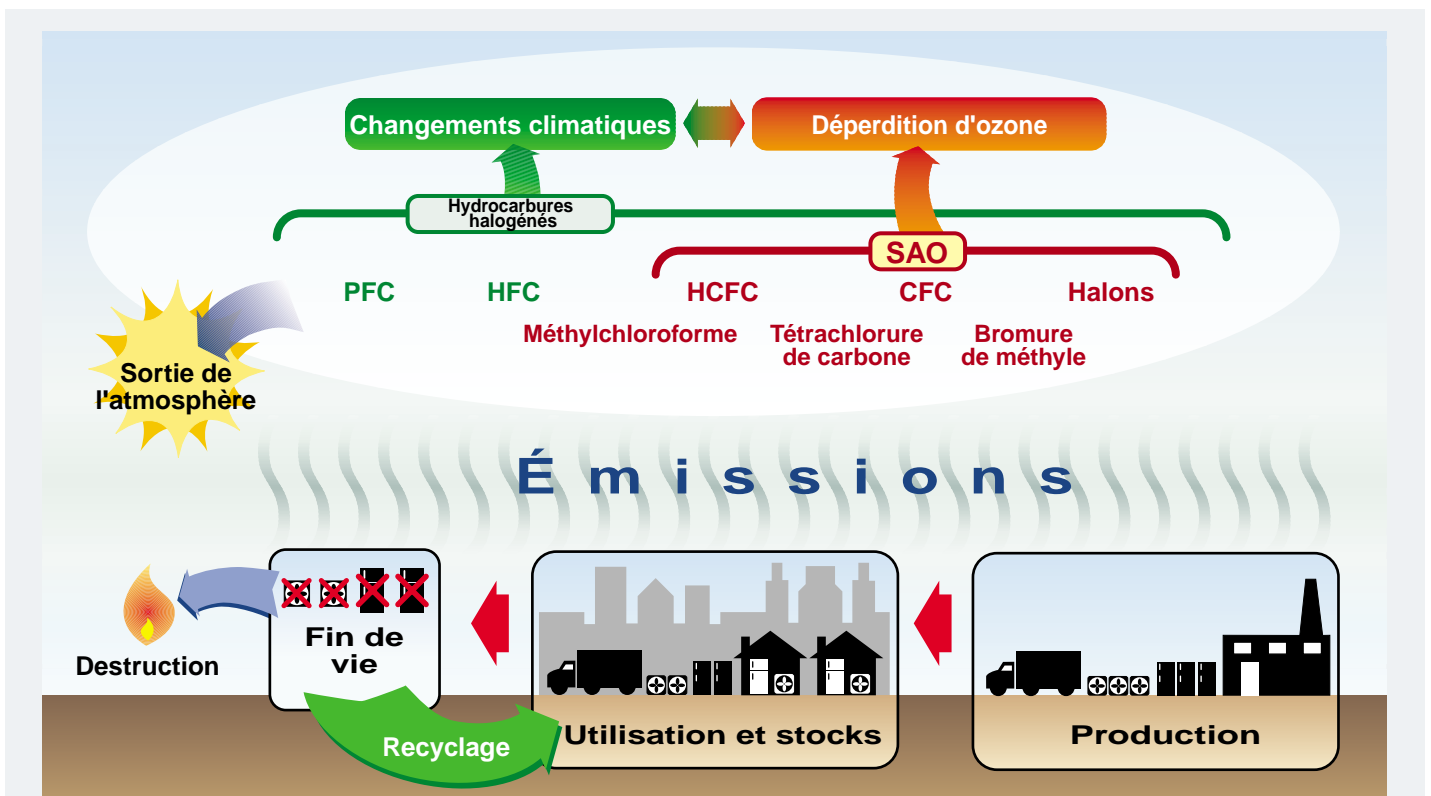 Changements climatiques
Déperdition d'ozone
Hydrocarbures
halogénés
SAO
PFC
HFC
HCFC
CFC
Halons
Méthylchloroforme
Tétrachlorure
de carbone
Bromure
de méthyle
Sortie de
l'atmosphère
Émissions
Fin de
vie
Destruction
Recyclage
Utilisation et stocks
Production